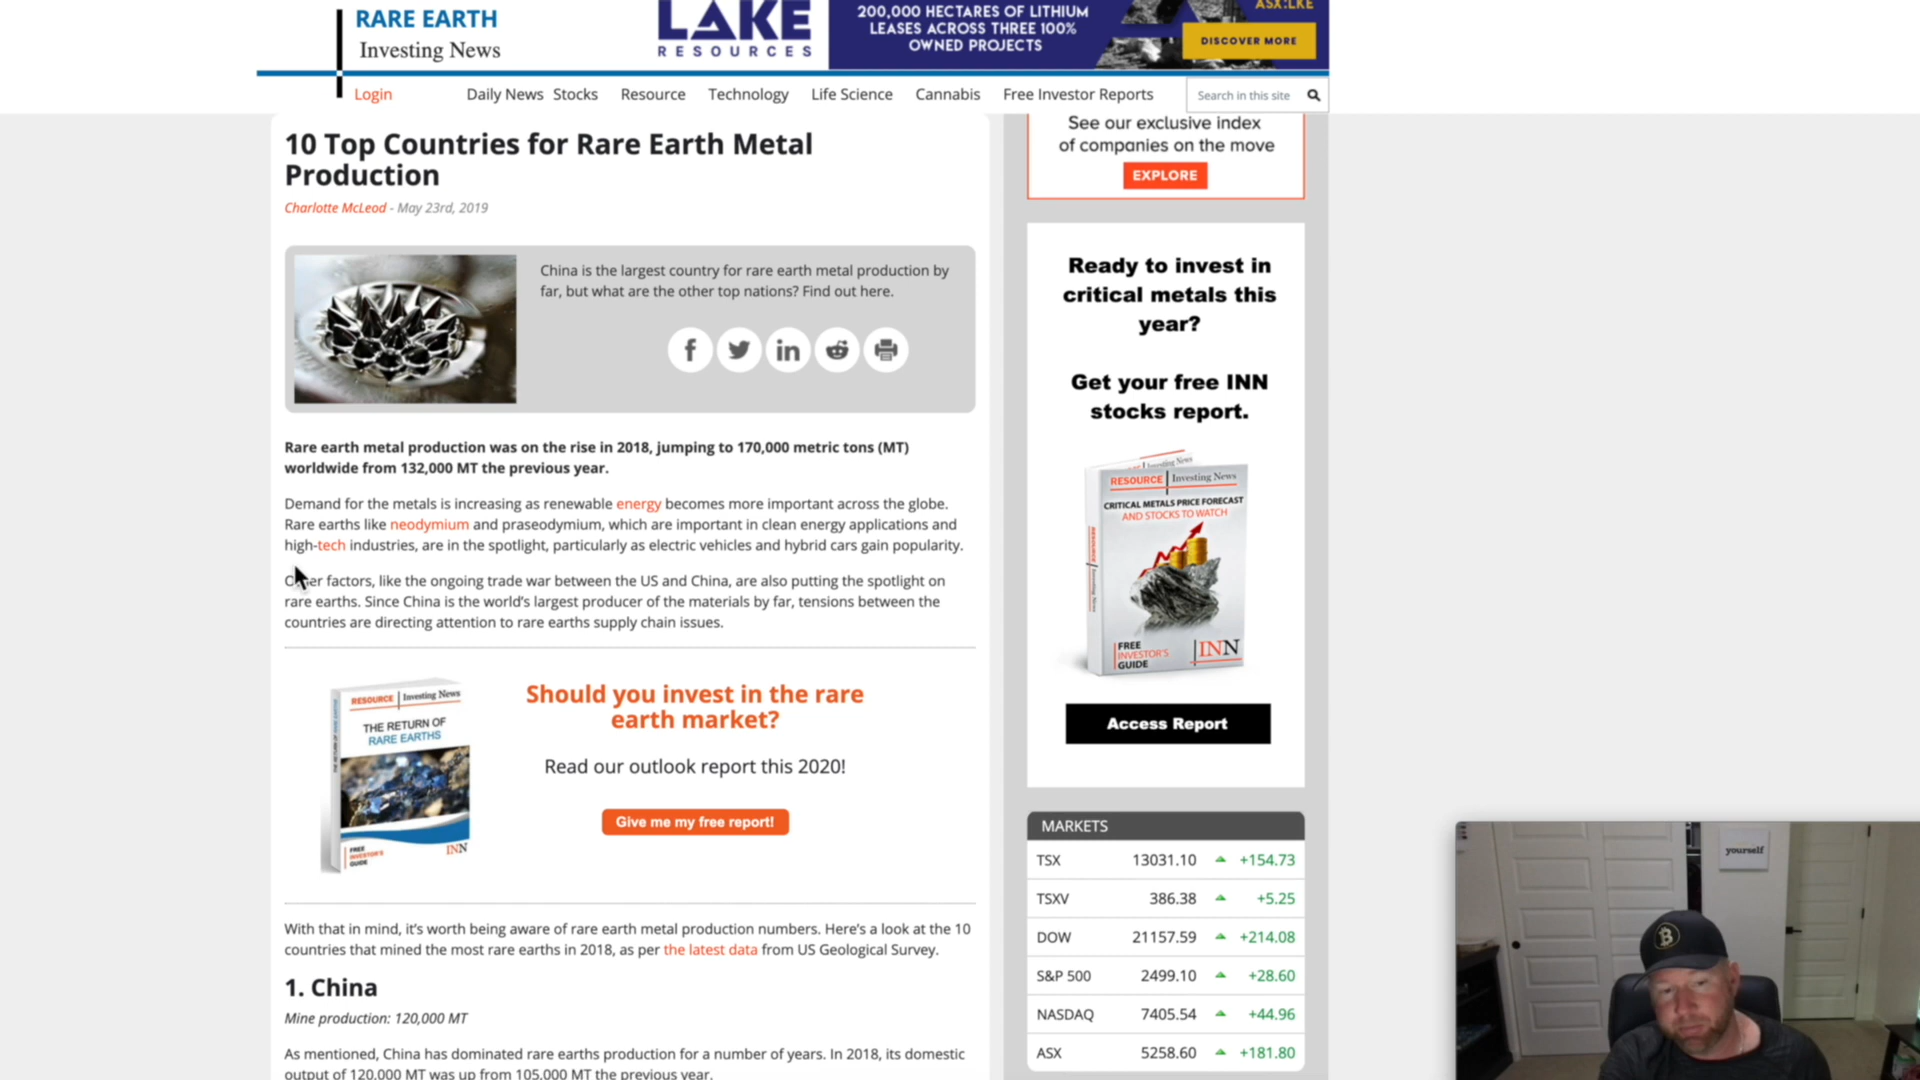 RARE EARTH
Investing News
LAKE
RESOURCES
200,000 HECTARES OF LITHIUM
LEASES ACROSS THREE 100%
OWNED PROJECTS
ASX:LKE
DISCOVER MORE
Login
Daily News Stocks Resource Technology Life Science Cannabis Free Investor Reports
Search in this site
10 Top Countries for Rare Earth Metal
Production
Charlotte McLeod - May 23rd, 2019
China is the largest country for rare earth metal production by
far, but what are the other top nations? Find out here.
Rare earth metal production was on the rise in 2018, jumping to 170,000 metric tons (MT)
worldwide from 132,000 MT the previous year.
Demand for the metals is increasing as renewable energy becomes more important across the globe.
Rare earths like neodymium and praseodymium, which are important in clean energy applications and
high-tech industries, are in the spotlight, particularly as electric vehicles and hybrid cars gain popularity.
factors, like the ongoing trade war between the US and China, are also putting the spotlight on
rare earths. Since China is the world's largest producer of the materials by far, tensions between the
countries are directing attention to rare earths supply chain issues.
RESOURCE Investing News
THE RETURN OF
RARE EARTHS
FREE
INVESTOR'S
GUIDE
INN
Should you invest in the rare
earth market?
Read our outlook report this 2020!
Give me my free report!
With that in mind, it's worth being aware of rare earth metal production numbers. Here's a look at the 10
countries that mined the most rare earths in 2018, as per the latest data from US Geological Survey.
1. China
Mine production: 120,000 MT
As mentioned, China has dominated rare earths production for a number of years. In 2018, its domestic
output of 120,000 MT was up from 105,000 MT the previous year.
See our exclusive index
of companies on the move
EXPLORE
Ready to invest in
critical metals this
year?
Get your free INN
stocks report.
RESOURCE Investing News
CRITICAL METALS PRICE FORECAST
AND STOCKS TO WATCH
FREE
INVESTOR'S
GUIDE
INN
Access Report
MARKETS
TSX 13031.10 +154.73
TSXV 386.38 +5.25
DOW 21157.59 +214.08
S&P 500 2499.10 +28.60
NASDAQ 7405.54 +44.96
ASX 5258.60 +181.80
yourself